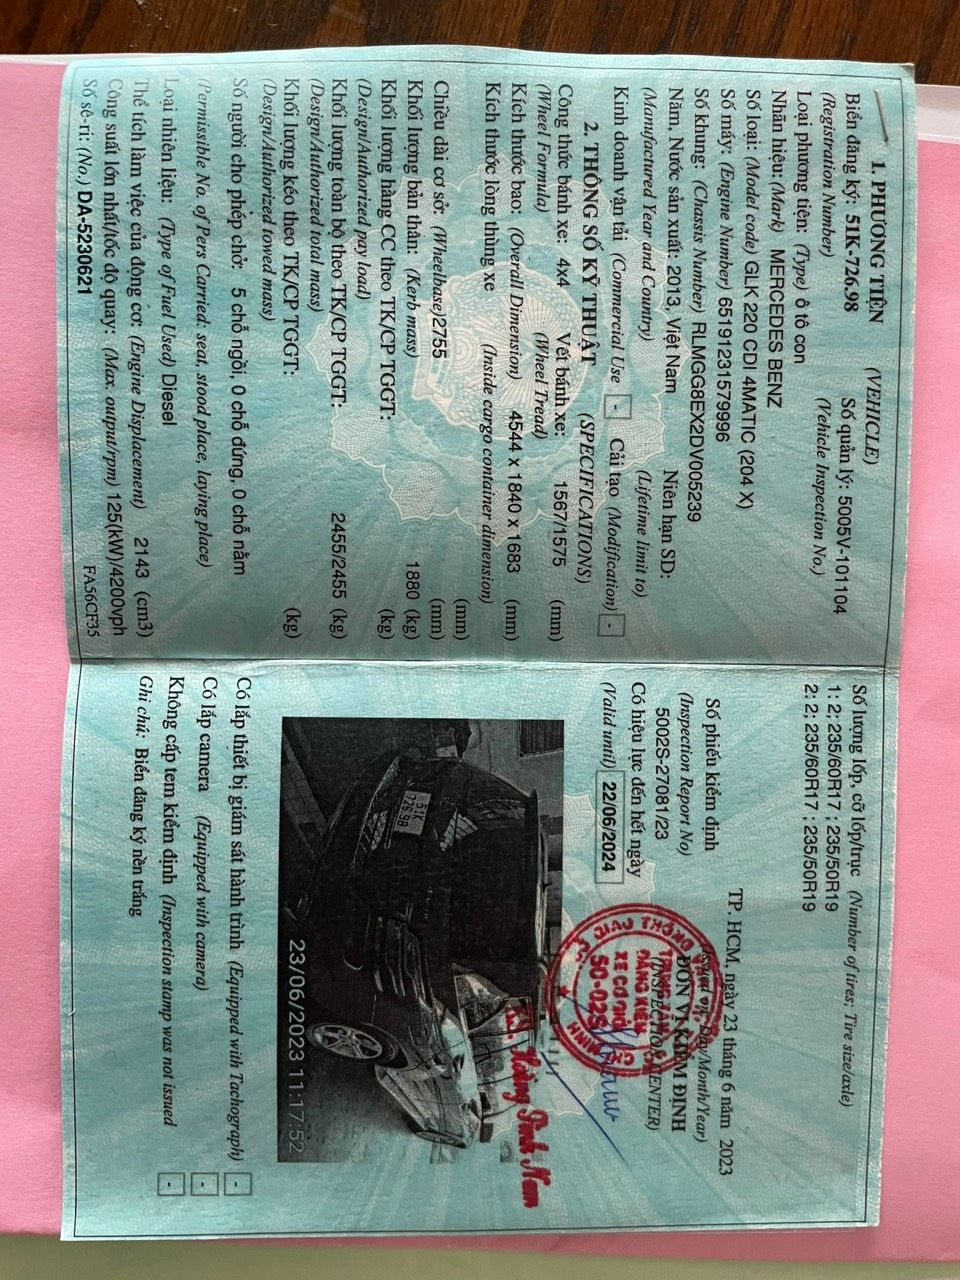 1. PHƯƠNG TIỆN (VEHICLE)
Biển đăng ký: 51K-726.98 Số quản lý: 5005V-101104
(Registration Number) (Vehicle Inspection No.)
Loại phương tiện: (Type) ô tô con
Nhãn hiệu: (Mark) MERCEDES BENZ
Số loại: (Model code) GLK 220 CDI 4MATIC (204 X)
Số máy: (Engine Number) 65191231579996
Số khung: (Chassus Number) RLMGG8EX2DV005239
Năm, Nước sản xuất: 2013, Việt Nam Niên hạn SD:
(Manufactured Year and Country) (Lifetime limit to)
Kinh doanh vận tải (Commercial Use) - Cải tạo (Modification) -
2. THÔNG SỐ KỸ THUẬT (SPECIFICATIONS)
Công thức bánh xe: 4x4 Vết bánh xe: 1567/1575 (mm)
(Wheel Formula) (Wheel Tread)
Kích thước bao: (Overall Dimension) 4544 x 1840 x 1683 (mm)
Kích thước lòng thùng xe (Inside cargo container dimension)
(mm)
Chiều dài cơ sở: (Wheelbase) 2755 (mm)
Khối lượng bản thân: (Kerb mass) 1880 (kg)
Khối lượng hàng CC theo TK/CP TGGT: (kg)
(Design/Authorized pay load)
Khối lượng toàn bộ theo TK/CP TGGT: 2455/2455 (kg)
(Design/Authorized total mass)
Khối lượng kéo theo TK/CP TGGT: (kg)
(Design/Authorized towed mass)
Số người cho phép chở: 5 chỗ ngồi, 0 chỗ đứng, 0 chỗ nằm
(Permissible No. of Pers Carried: seat, stood place, laying place)
Loại nhiên liệu: (Type of Fuel Used) Diesel
Thể tích làm việc của động cơ: (Engine Displacement) 2143 (cm3)
Công suất lớn nhất/tốc độ quay: (Max. output/rpm) 125(kW)/4200vph
Số sê-ri: (No.) DA-5230621 FA56CF35
Số lượng lốp, cỡ lốp/trục (Number of tires; Tire size/axle)
1: 2; 235/60R17 ; 235/50R19
2: 2; 235/60R17 ; 235/50R19
TP. HCM, ngày 23 tháng 6 năm 2023
(Issued on: Day/Month/Year)
Số phiếu kiểm định ĐƠN VỊ KIỂM ĐỊNH
(Inspection Report No) (INSPECTION CENTER)
5002S-27081/23
Có hiệu lực đến hết ngày
(Valid until) 22/06/2024
TRUNG TÂM
ĐĂNG KIỂM
XE CƠ GIỚI
50-02S
51K
726.98
23/06/2023 11:17:52
Có lắp thiết bị giám sát hành trình (Equipped with Tachograph) -
Có lắp camera (Equipped with camera) -
Không cấp tem kiểm định (Inspection stamp was not issued -
Ghi chú: Biển đăng ký nền trắng